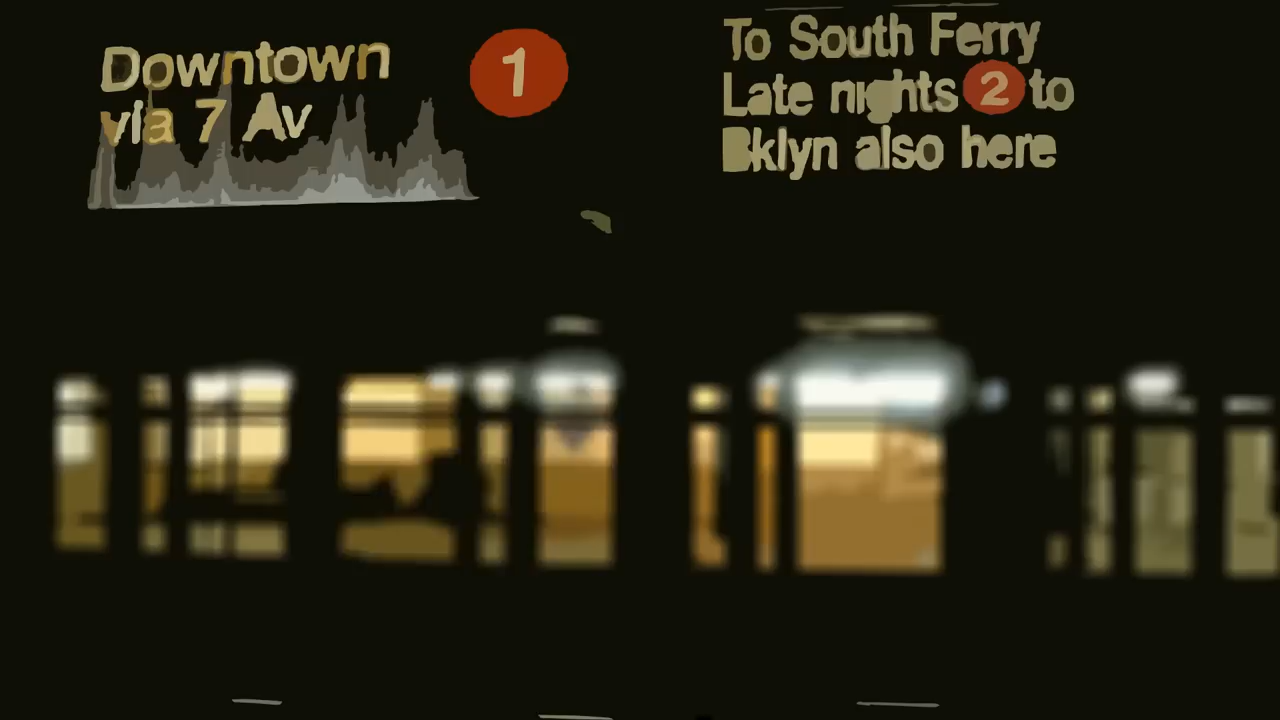 Downtown
via 7 Av
1
To South Ferry
Late nights 2 to
Bklyn also here